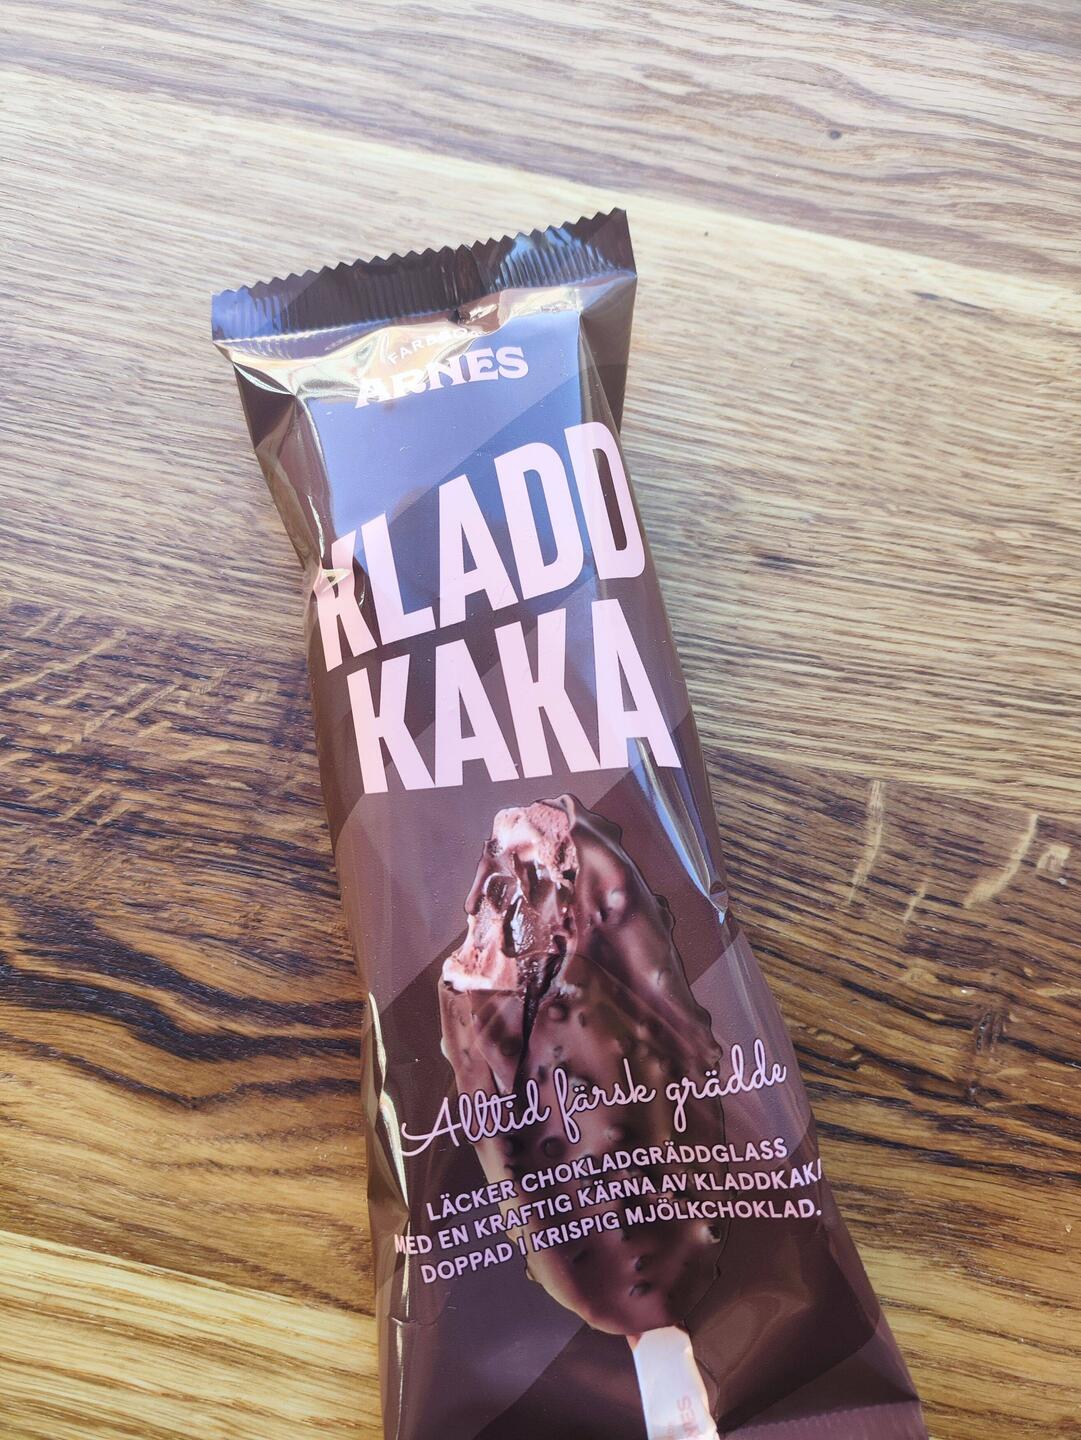 ARNES
KLADD
KAKA
Alltid färsk grädde
LÄCKER CHOKLADGRÄDDGLASS
MED EN KRAFTIG KÄRNA AV KLADDKAKA
DOPPAD I KRISPIG MJÖLKCHOKLAD.